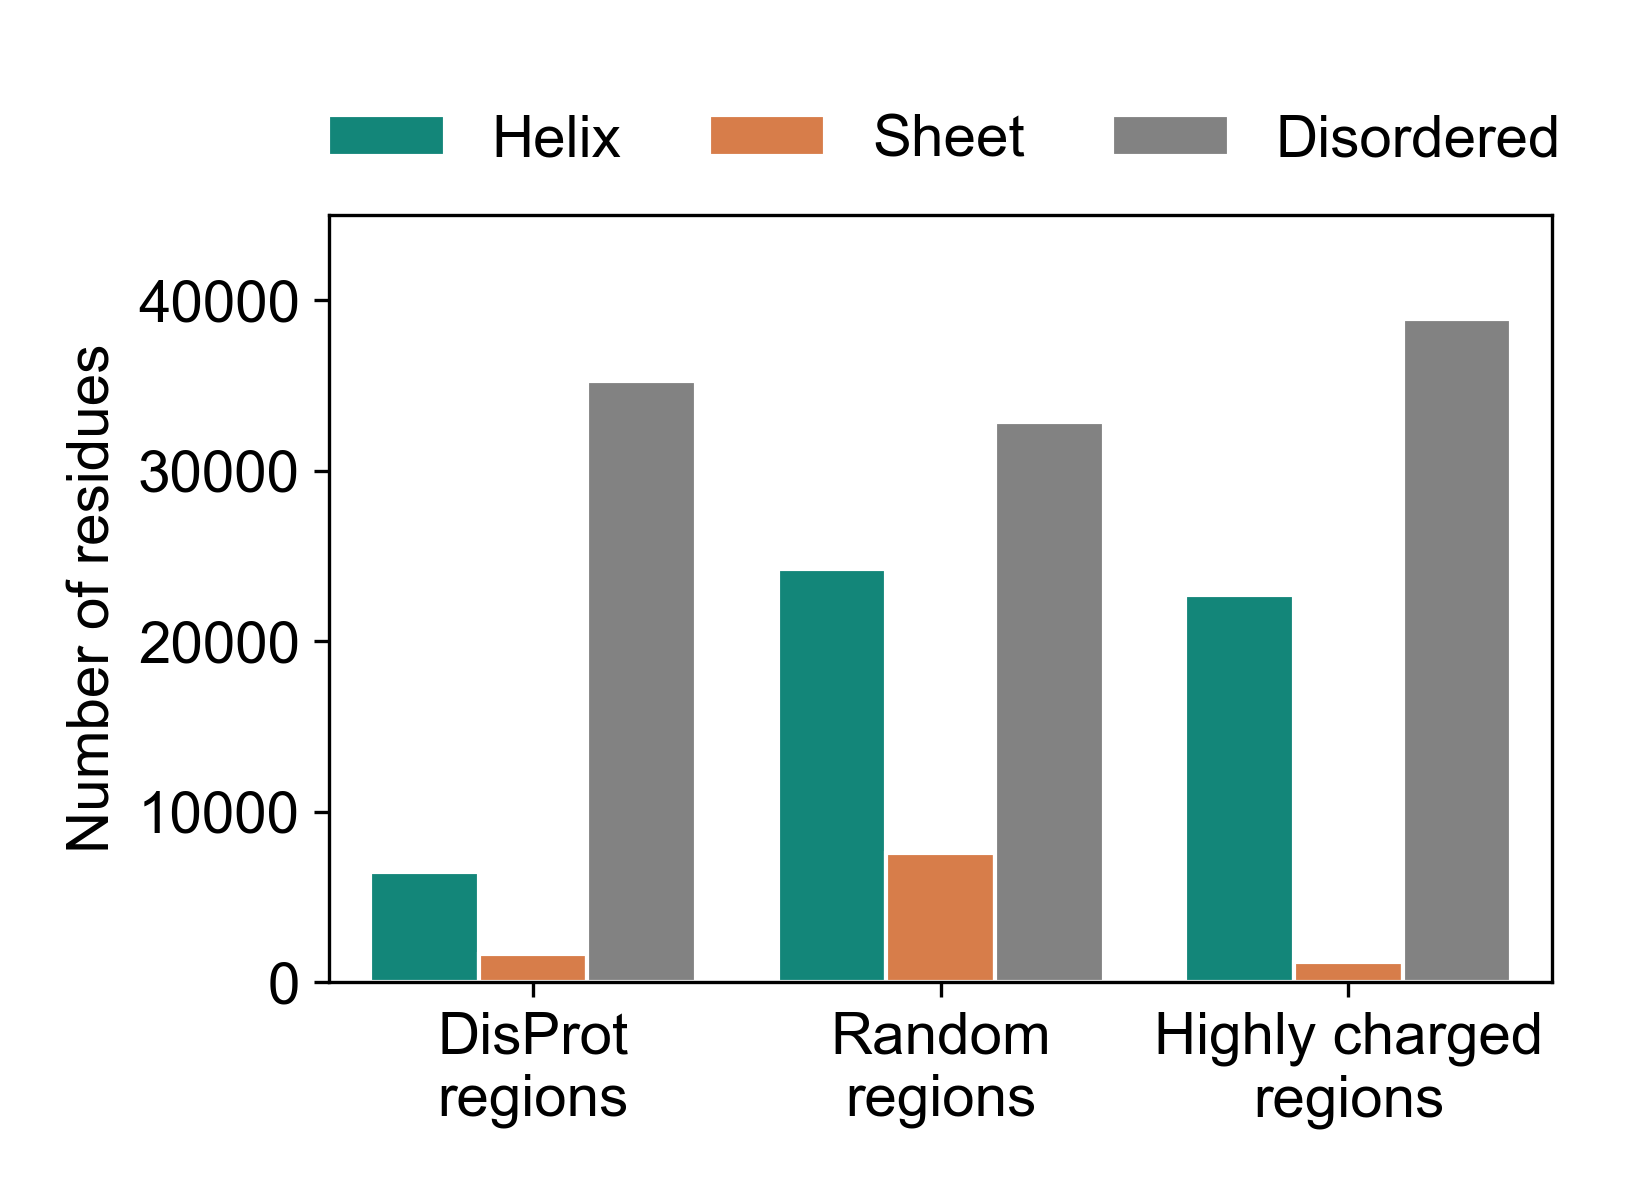 Helix Sheet Disordered
40000
30000
20000
10000
0
Number of residues
DisProt regions
Random regions
Highly charged regions